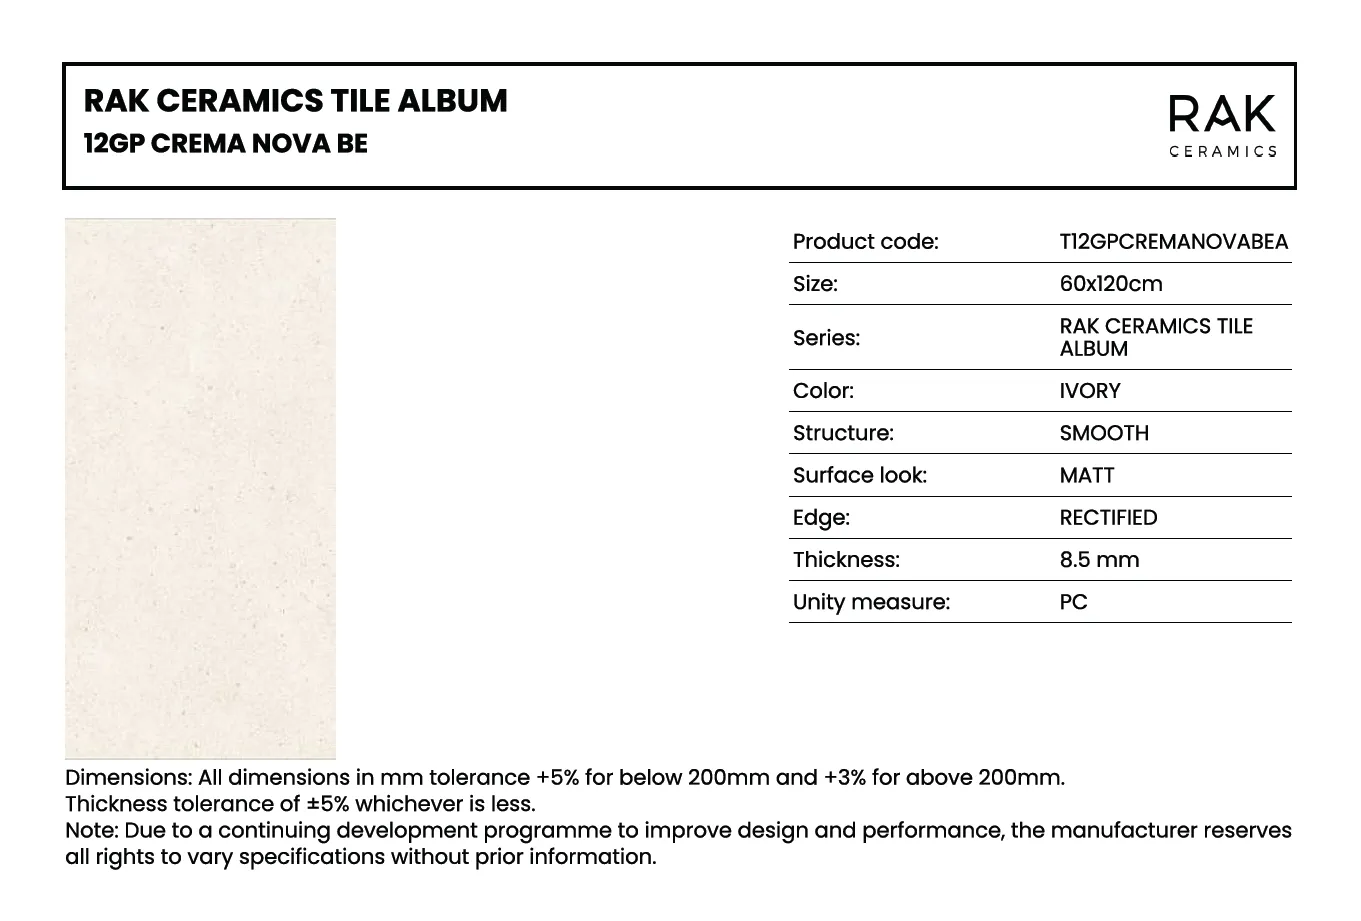 RAK CERAMICS TILE ALBUM
12GP CREMA NOVA BE
RAK
CERAMICS
Product code: T12GPCREMANOVABEA
Size: 60x120cm
Series: RAK CERAMICS TILE
ALBUM
Color: IVORY
Structure: SMOOTH
Surface look: MATT
Edge: RECTIFIED
Thickness: 8.5 mm
Unity measure: PC
Dimensions: All dimensions in mm tolerance +5% for below 200mm and +3% for above 200mm.
Thickness tolerance of ±5% whichever is less.
Note: Due to a continuing development programme to improve design and performance, the manufacturer reserves
all rights to vary specifications without prior information.